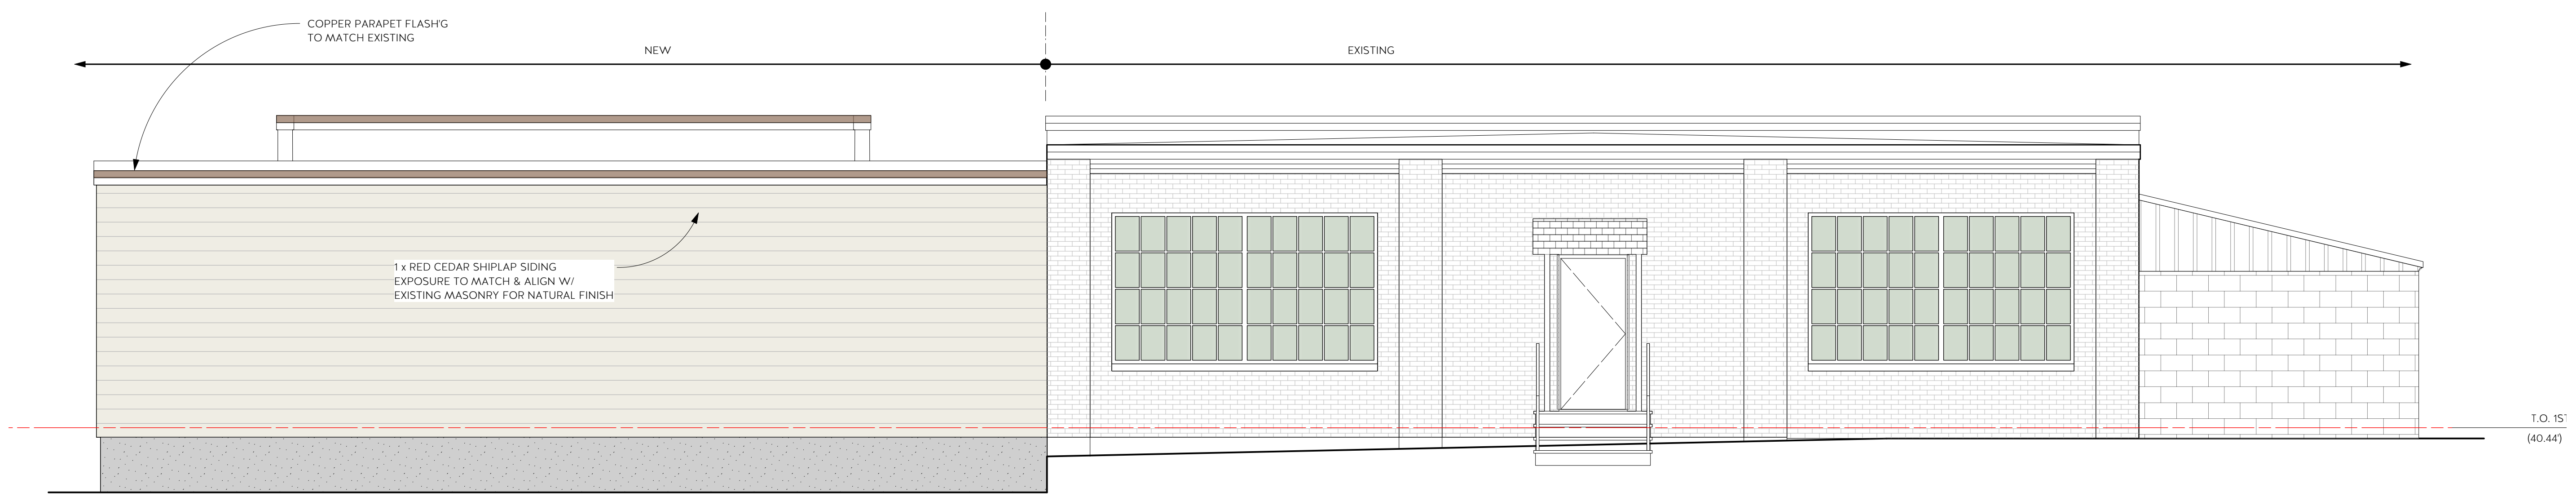 COPPER PARAPET FLASH'G
TO MATCH EXISTING
NEW
EXISTING
1 x RED CEDAR SHIPLAP SIDING
EXPOSURE TO MATCH & ALIGN W/
EXISTING MASONRY FOR NATURAL FINISH
T.O. 1ST
(40.44')